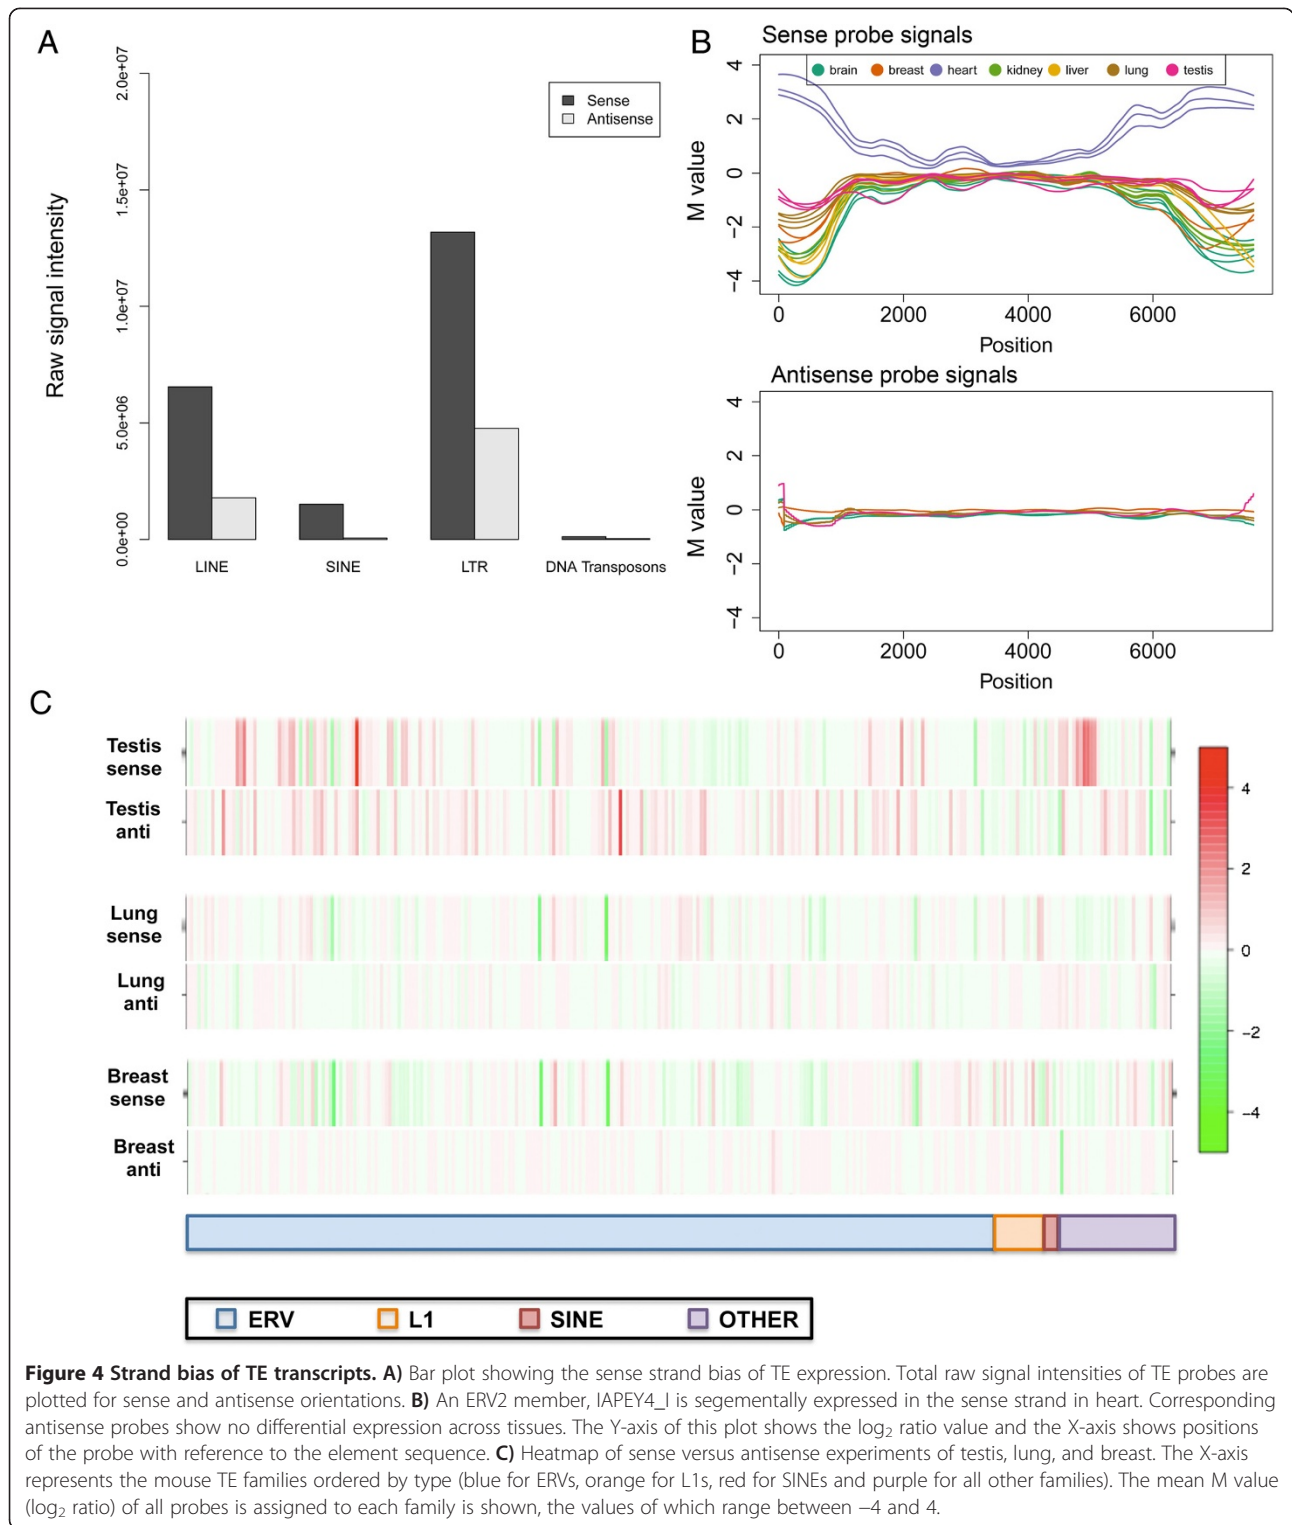 A
Raw signal intensity
2.0e+07
1.5e+07
1.0e+07
5.0e+06
0.0e+00
Sense
Antisense
LINE SINE LTR DNA Transposons
B
Sense probe signals
brain breast heart kidney liver lung testis
M value
4
2
0
−2
−4
0 2000 4000 6000
Position
Antisense probe signals
M value
4
2
0
−2
−4
0 2000 4000 6000
Position
C
Testis
sense
Testis
anti
Lung
sense
Lung
anti
Breast
sense
Breast
anti
4
2
0
−2
−4
ERV L1 SINE OTHER
Figure 4 Strand bias of TE transcripts. A) Bar plot showing the sense strand bias of TE expression. Total raw signal intensities of TE probes are
plotted for sense and antisense orientations. B) An ERV2 member, IAPEY4_I is segementally expressed in the sense strand in heart. Corresponding
antisense probes show no differential expression across tissues. The Y-axis of this plot shows the log2 ratio value and the X-axis shows positions
of the probe with reference to the element sequence. C) Heatmap of sense versus antisense experiments of testis, lung, and breast. The X-axis
represents the mouse TE families ordered by type (blue for ERVs, orange for L1s, red for SINEs and purple for all other families). The mean M value
(log2 ratio) of all probes is assigned to each family is shown, the values of which range between −4 and 4.